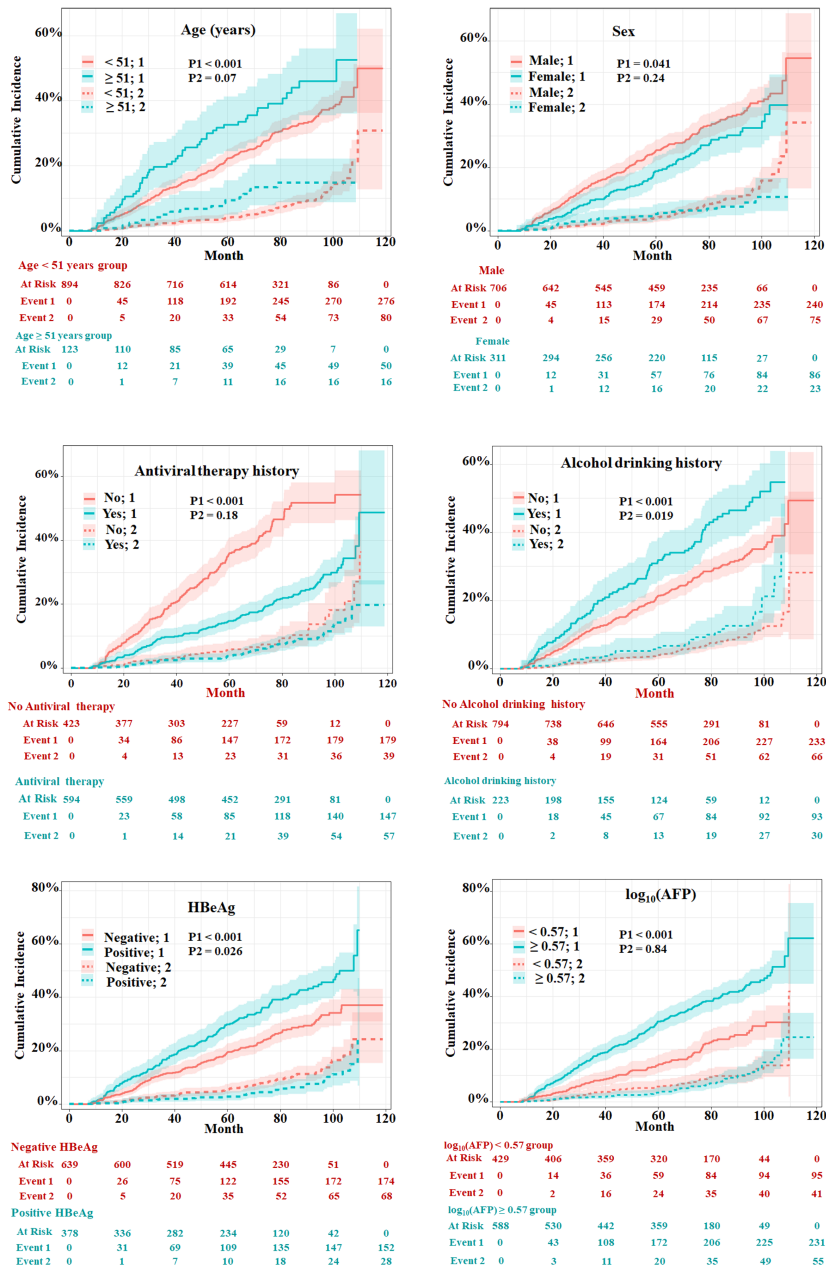 Age (years)
< 51; 1
≥ 51; 1
< 51; 2
≥ 51; 2
P1 < 0.001
P2 = 0.07
Cumulative Incidence
60%
40%
20%
0%
0 20 40 60 80 100 120
Month
Age < 51 years group
At Risk 894 826 716 614 321 86 0
Event 1 0 45 118 192 245 270 276
Event 2 0 5 20 33 54 73 80
Age ≥ 51 years group
At Risk 123 110 85 65 29 7 0
Event 1 0 12 21 39 45 49 50
Event 2 0 1 7 11 16 16 16
Sex
Male; 1
Female; 1
Male; 2
Female; 2
P1 = 0.041
P2 = 0.24
Cumulative Incidence
60%
40%
20%
0%
0 20 40 60 80 100 120
Month
Male
At Risk 706 642 545 459 235 66 0
Event 1 0 45 113 174 214 235 240
Event 2 0 4 15 29 50 67 75
Female
At Risk 311 294 256 220 115 27 0
Event 1 0 12 31 57 76 84 86
Event 2 0 1 12 16 20 22 23
Antiviral therapy history
No; 1
Yes; 1
No; 2
Yes; 2
P1 < 0.001
P2 = 0.18
Cumulative Incidence
60%
40%
20%
0%
0 20 40 60 80 100 120
Month
No Antiviral therapy
At Risk 423 377 303 227 59 12 0
Event 1 0 34 86 147 172 179 179
Event 2 0 4 13 23 31 36 39
Antiviral therapy
At Risk 594 559 498 452 291 81 0
Event 1 0 23 58 85 118 140 147
Event 2 0 1 14 21 39 54 57
Alcohol drinking history
No; 1
Yes; 1
No; 2
Yes; 2
P1 < 0.001
P2 = 0.019
Cumulative Incidence
60%
40%
20%
0%
0 20 40 60 80 100 120
Month
No Alcohol drinking history
At Risk 794 738 646 555 291 81 0
Event 1 0 38 99 164 206 227 233
Event 2 0 4 19 31 51 62 66
Alcohol drinking history
At Risk 223 198 155 124 59 12 0
Event 1 0 18 45 67 84 92 93
Event 2 0 2 8 13 19 27 30
HBeAg
Negative; 1
Positive; 1
Negative; 2
Positive; 2
P1 < 0.001
P2 = 0.026
Cumulative Incidence
80%
60%
40%
20%
0%
0 20 40 60 80 100 120
Month
Negative HBeAg
At Risk 639 600 519 445 230 51 0
Event 1 0 26 75 122 155 172 174
Event 2 0 5 20 35 52 65 68
Positive HBeAg
At Risk 378 336 282 234 120 42 0
Event 1 0 31 69 109 135 147 152
Event 2 0 1 7 10 18 24 28
log₁₀(AFP)
< 0.57; 1
≥ 0.57; 1
< 0.57; 2
≥ 0.57; 2
P1 < 0.001
P2 = 0.84
Cumulative Incidence
80%
60%
40%
20%
0%
0 20 40 60 80 100 120
Month
log₁₀(AFP) < 0.57 group
At Risk 429 406 359 320 170 44 0
Event 1 0 14 36 59 84 94 95
Event 2 0 2 16 24 35 40 41
log₁₀(AFP) ≥ 0.57 group
At Risk 588 530 442 359 180 49 0
Event 1 0 43 108 172 206 225 231
Event 2 0 3 11 20 35 49 55